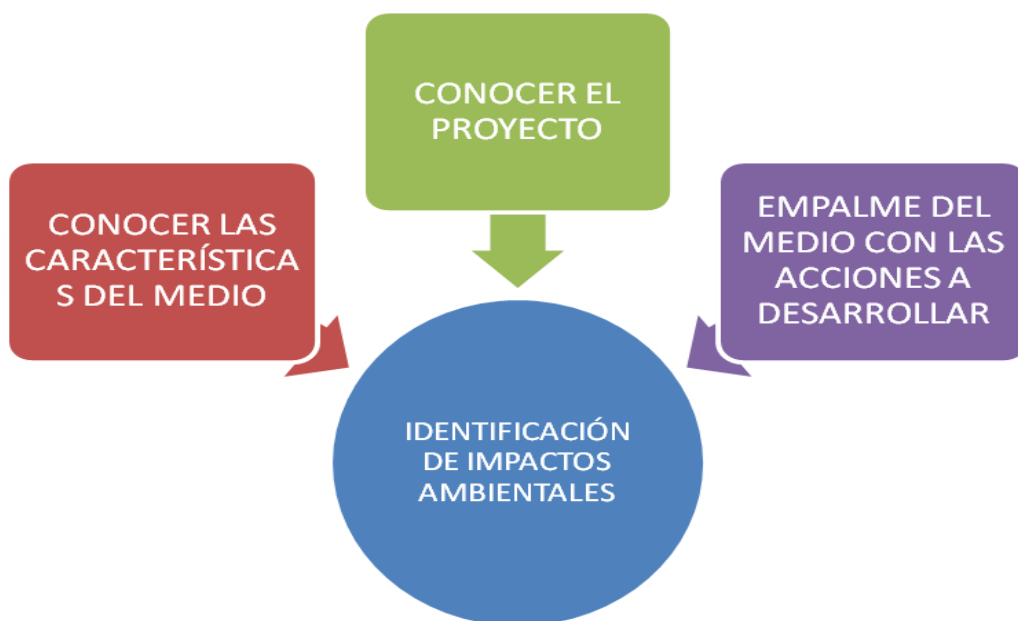 CONOCER EL
PROYECTO
CONOCER LAS
CARACTERÍSTICA
S DEL MEDIO
EMPALME DEL
MEDIO CON LAS
ACCIONES A
DESARROLLAR
IDENTIFICACIÓN
DE IMPACTOS
AMBIENTALES